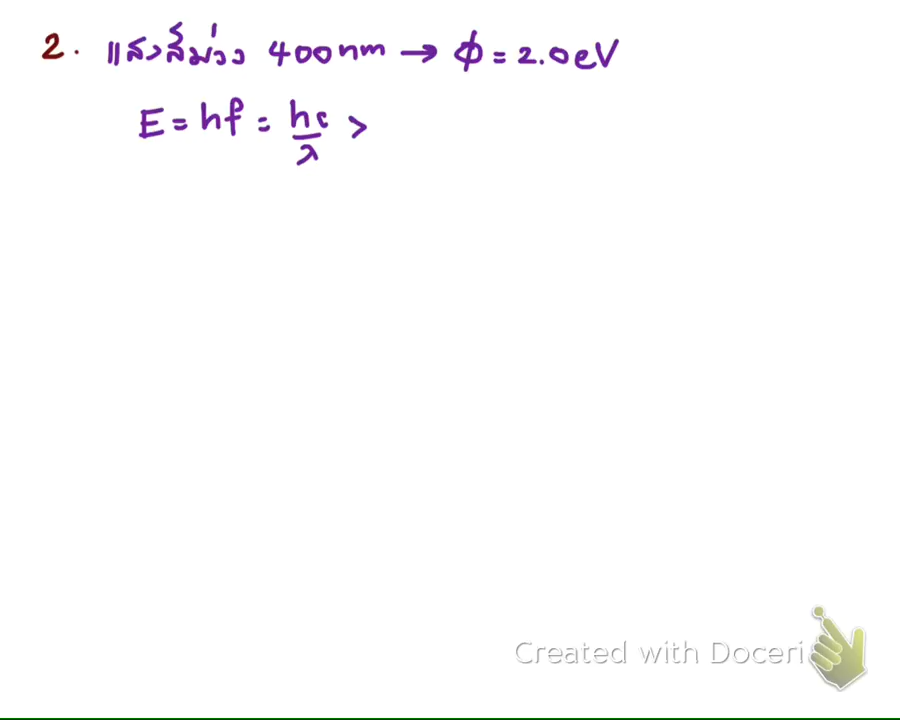 2. แสงสีม่วง 400nm → ϕ = 2.0eV
E = hf = hc/λ >
Created with Doceri